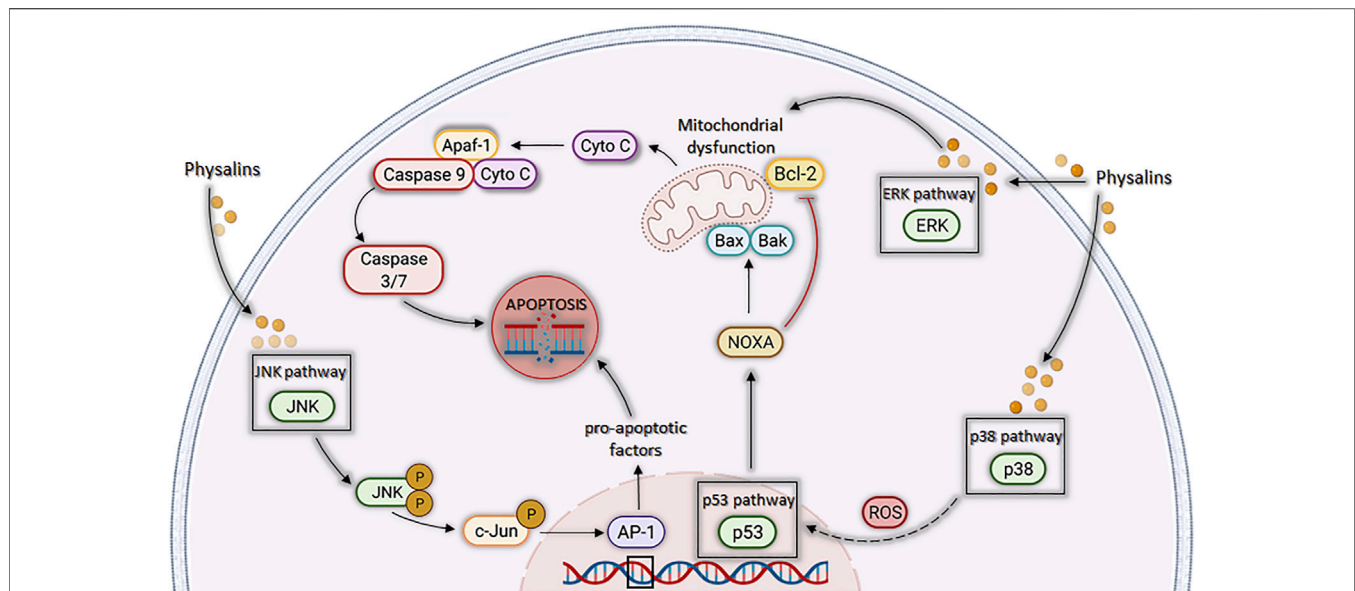 Mitochondrial
dysfunction
Apaf-1
Cyto C
Caspase 9
Cyto C
Bcl-2
Physalins
Physalins
ERK pathway
ERK
Bax
Bak
Caspase
3/7
APOPTOSIS
NOXA
JNK pathway
JNK
pro-apoptotic
factors
p38 pathway
p38
JNK
P
P
c-Jun
P
AP-1
p53 pathway
p53
ROS